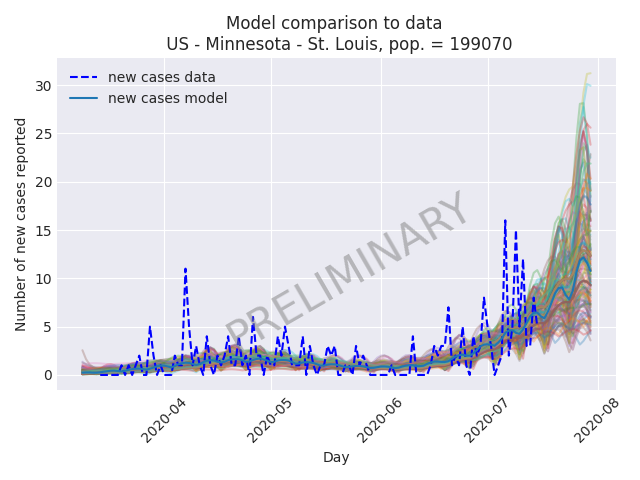 Model comparison to data
US - Minnesota - St. Louis, pop. = 199070
new cases data
new cases model
PRELIMINARY
Number of new cases reported
30
25
20
15
10
5
0
2020-04
2020-05
2020-06
2020-07
2020-08
Day